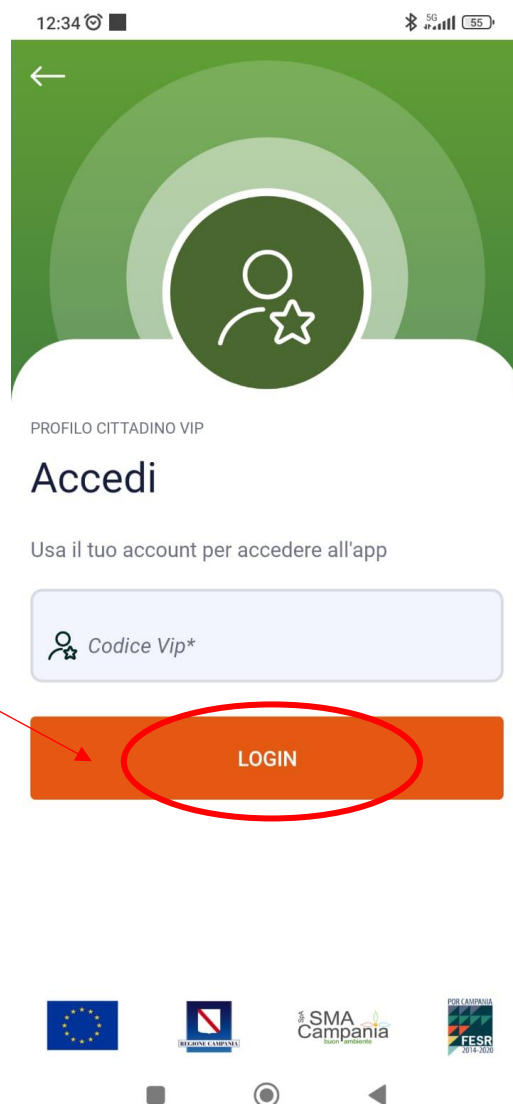 12:34
5G
55
PROFILO CITTADINO VIP
Accedi
Usa il tuo account per accedere all'app
Codice Vip*
LOGIN
REGIONE CAMPANIA
SpA SMA
Campania
buon ambiente
POR CAMPANIA
FESR
2014-2020